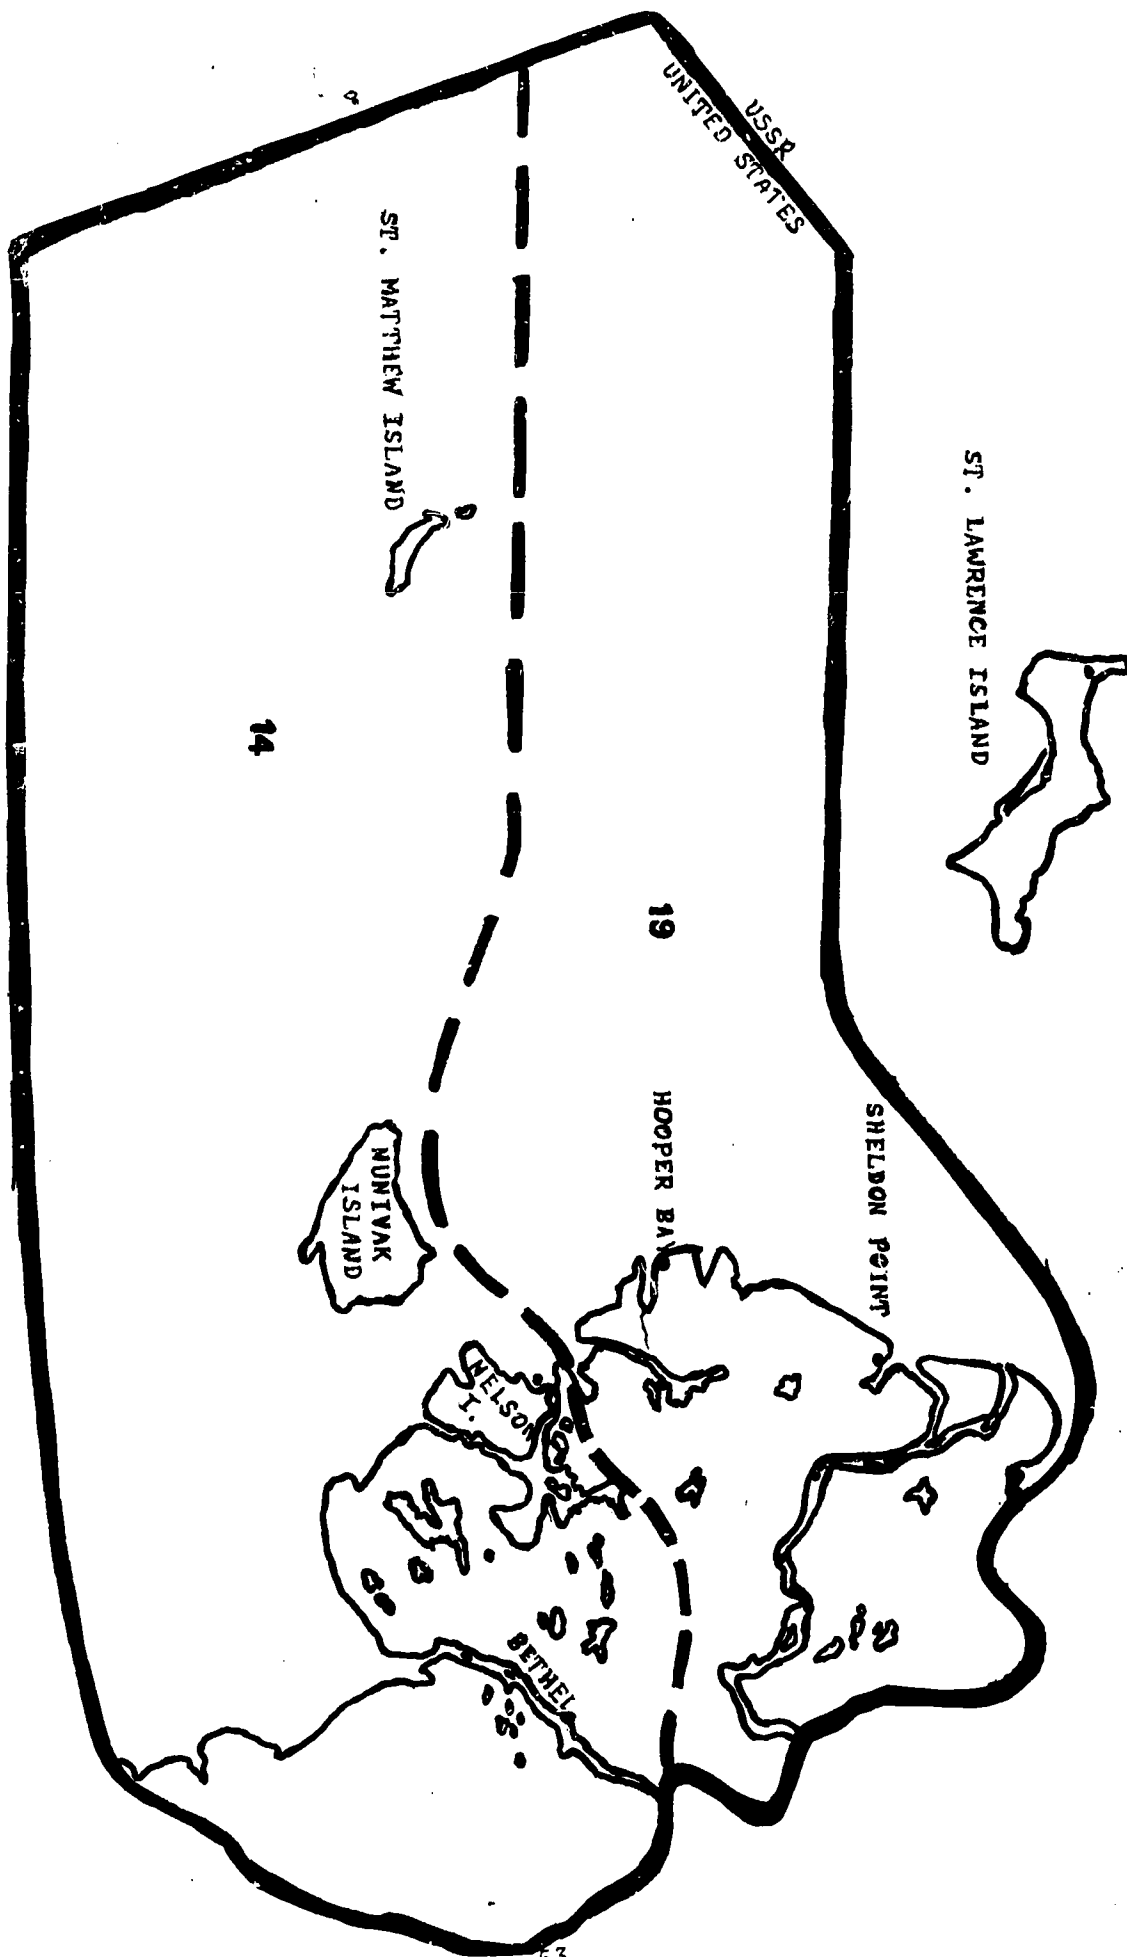 USSR
UNITED STATES
ST. LAWRENCE ISLAND
ST. MATTHEW ISLAND
19
14
SHELDON POINT
HOOPER BAY
NUNIVAK
ISLAND
NELSON
I.
BETHEL